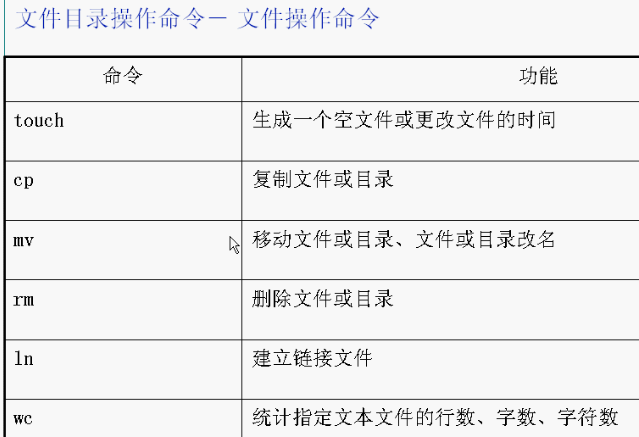 文件目录操作命令－ 文件操作命令
命令 功能
touch 生成一个空文件或更改文件的时间
cp 复制文件或目录
mv 移动文件或目录、文件或目录改名
rm 删除文件或目录
ln 建立链接文件
wc 统计指定文本文件的行数、字数、字符数